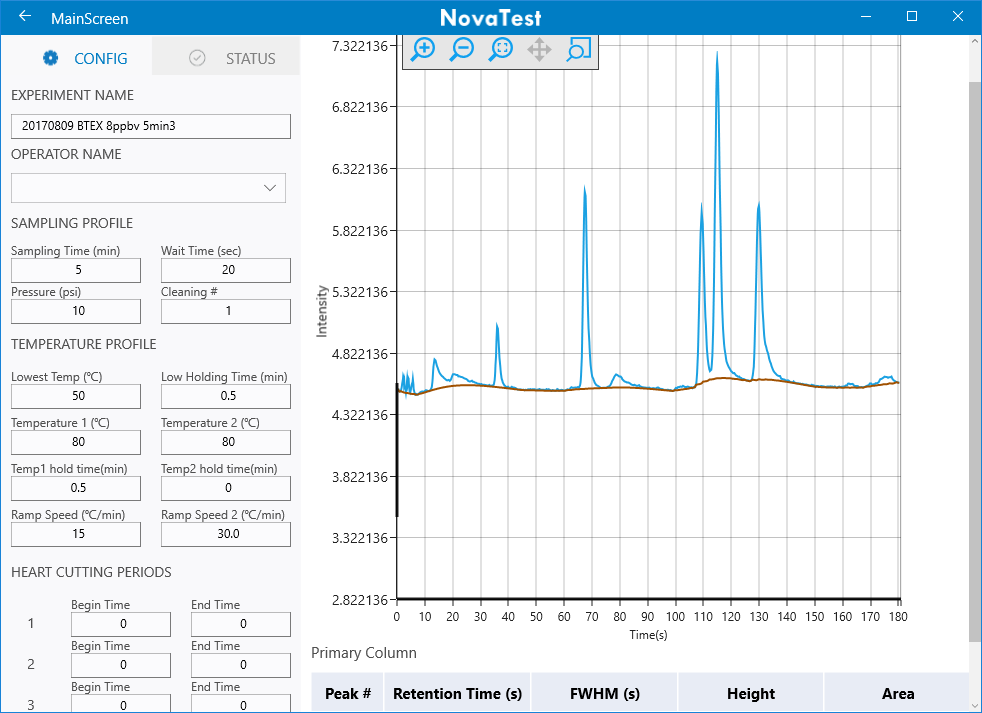 MainScreen
NovaTest
CONFIG
STATUS
EXPERIMENT NAME
20170809 BTEX 8ppbv 5min3
OPERATOR NAME
SAMPLING PROFILE
Sampling Time (min) Wait Time (sec)
5 20
Pressure (psi) Cleaning #
10 1
TEMPERATURE PROFILE
Lowest Temp (℃) Low Holding Time (min)
50 0.5
Temperature 1 (℃) Temperature 2 (℃)
80 80
Temp1 hold time(min) Temp2 hold time(min)
0.5 0
Ramp Speed (℃/min) Ramp Speed 2 (℃/min)
15 30.0
HEART CUTTING PERIODS
Begin Time End Time
1 0 0
Begin Time End Time
2 0 0
Begin Time End Time
3 0 0
7.322136
6.822136
6.322136
5.822136
5.322136
4.822136
4.322136
3.822136
3.322136
2.822136
Intensity
0 10 20 30 40 50 60 70 80 90 100 110 120 130 140 150 160 170 180
Time(s)
Primary Column
Peak # Retention Time (s) FWHM (s) Height Area